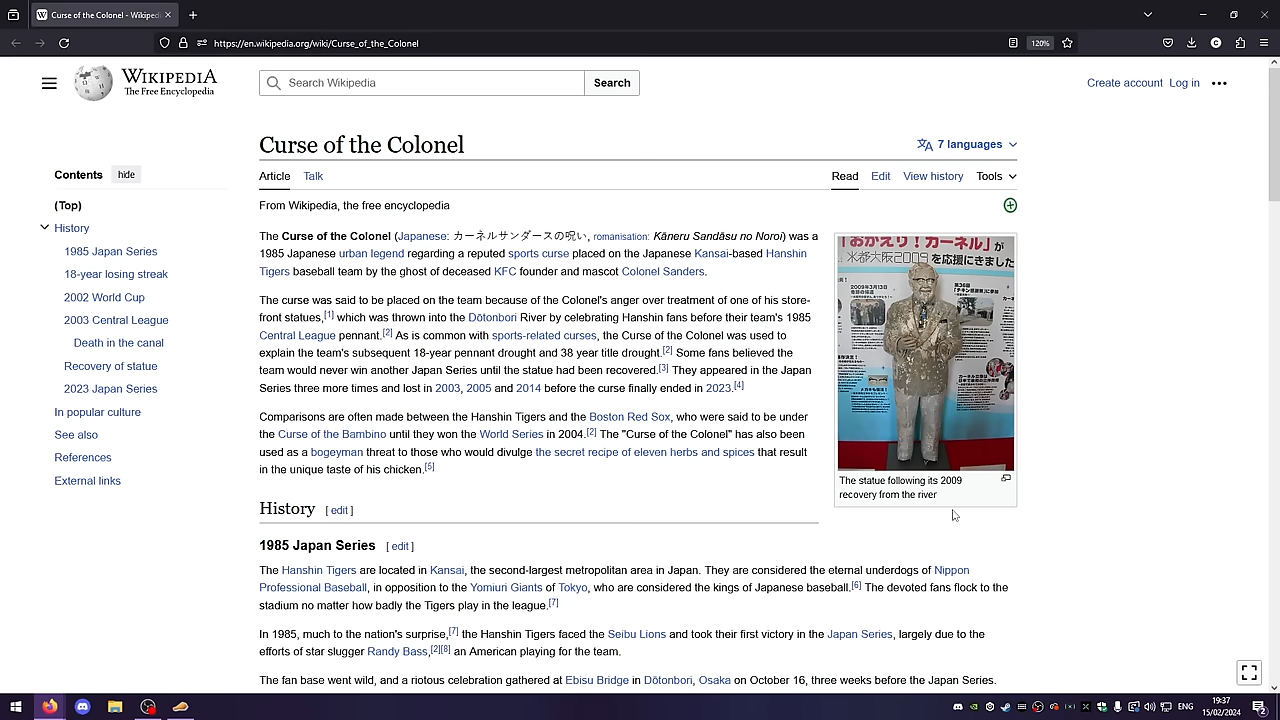 Curse of the Colonel - Wikiped
https://en.wikipedia.org/wiki/Curse_of_the_Colonel
120%
WIKIPEDIA
The Free Encyclopedia
Search Wikipedia
Search
Create account Log in
Curse of the Colonel
7 languages
Contents hide
Article Talk
Read Edit View history Tools
(Top)
From Wikipedia, the free encyclopedia
History
1985 Japan Series
18-year losing streak
2002 World Cup
2003 Central League
Death in the canal
Recovery of statue
2023 Japan Series
In popular culture
See also
References
External links
The Curse of the Colonel (Japanese: カーネルサンダースの呪い, romanisation: Kāneru Sandāsu no Noroi) was a
1985 Japanese urban legend regarding a reputed sports curse placed on the Japanese Kansai-based Hanshin
Tigers baseball team by the ghost of deceased KFC founder and mascot Colonel Sanders.
The curse was said to be placed on the team because of the Colonel's anger over treatment of one of his store-
front statues,[1] which was thrown into the Dōtonbori River by celebrating Hanshin fans before their team's 1985
Central League pennant.[2] As is common with sports-related curses, the Curse of the Colonel was used to
explain the team's subsequent 18-year pennant drought and 38 year title drought.[2] Some fans believed the
team would never win another Japan Series until the statue had been recovered.[3] They appeared in the Japan
Series three more times and lost in 2003, 2005 and 2014 before the curse finally ended in 2023.[4]
Comparisons are often made between the Hanshin Tigers and the Boston Red Sox, who were said to be under
the Curse of the Bambino until they won the World Series in 2004.[2] The "Curse of the Colonel" has also been
used as a bogeyman threat to those who would divulge the secret recipe of eleven herbs and spices that result
in the unique taste of his chicken.[5]
「おかえり！カーネル」が
を応援にきました
2009年3月13日
The statue following its 2009
recovery from the river
History [ edit ]
1985 Japan Series [ edit ]
The Hanshin Tigers are located in Kansai, the second-largest metropolitan area in Japan. They are considered the eternal underdogs of Nippon
Professional Baseball, in opposition to the Yomiuri Giants of Tokyo, who are considered the kings of Japanese baseball.[6] The devoted fans flock to the
stadium no matter how badly the Tigers play in the league.[7]
In 1985, much to the nation's surprise,[7] the Hanshin Tigers faced the Seibu Lions and took their first victory in the Japan Series, largely due to the
efforts of star slugger Randy Bass,[2][8] an American playing for the team.
The fan base went wild, and a riotous celebration gathered at Ebisu Bridge in Dōtonbori, Osaka on October 16, three weeks before the Japan Series.
ENG
19:37
15/02/2024
2